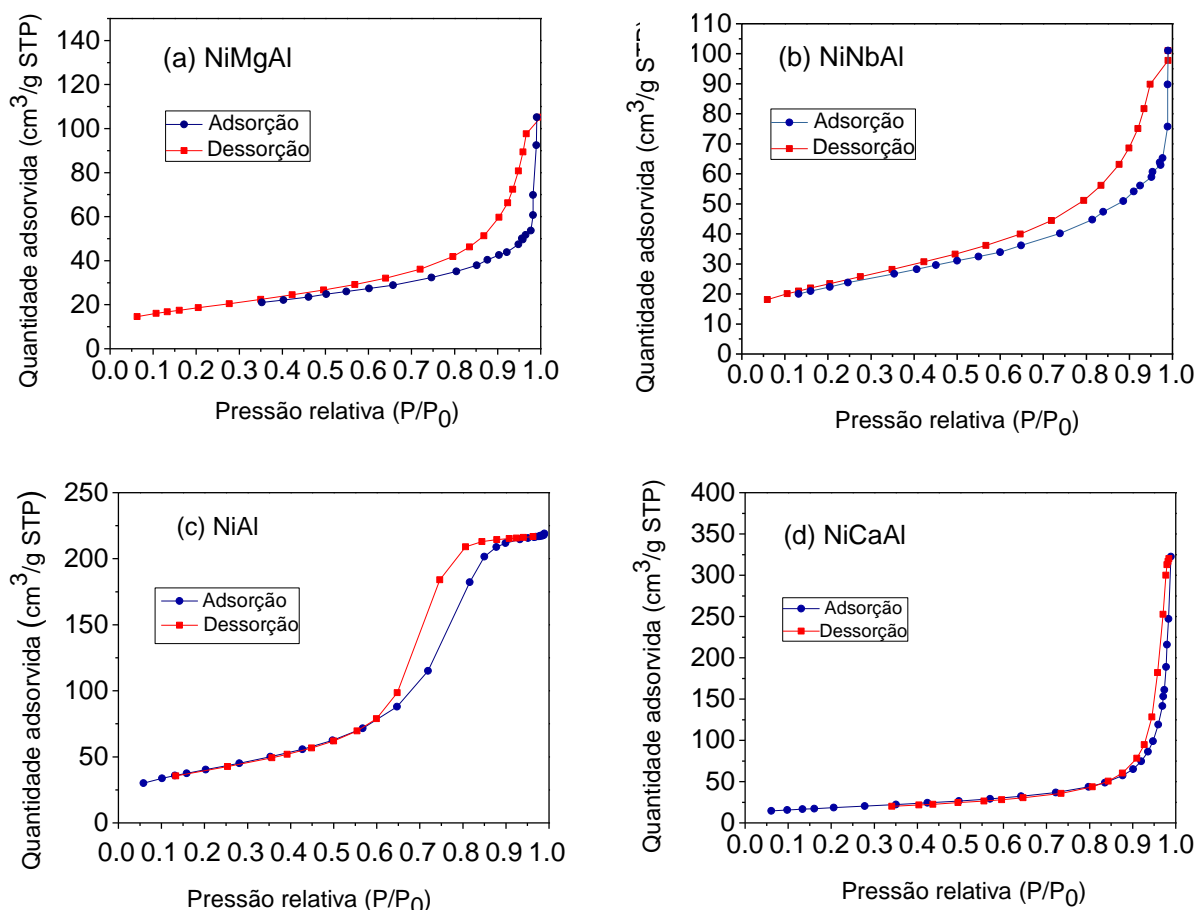 (a) NiMgAl
Adsorção
Dessorção
Quantidade adsorvida (cm³/g STP)
140
120
100
80
60
40
20
0
0.0 0.1 0.2 0.3 0.4 0.5 0.6 0.7 0.8 0.9 1.0
Pressão relativa (P/P₀)
(b) NiNbAl
Adsorção
Dessorção
Quantidade adsorvida (cm³/g STP)
110
100
90
80
70
60
50
40
30
20
10
0
0.0 0.1 0.2 0.3 0.4 0.5 0.6 0.7 0.8 0.9 1.0
Pressão relativa (P/P₀)
(c) NiAl
Adsorção
Dessorção
Quantidade adsorvida (cm³/g STP)
250
200
150
100
50
0
0.0 0.1 0.2 0.3 0.4 0.5 0.6 0.7 0.8 0.9 1.0
Pressão relativa (P/P₀)
(d) NiCaAl
Adsorção
Dessorção
Quantidade adsorvida (cm³/g STP)
400
350
300
250
200
150
100
50
0
0.0 0.1 0.2 0.3 0.4 0.5 0.6 0.7 0.8 0.9 1.0
Pressão relativa (P/P₀)